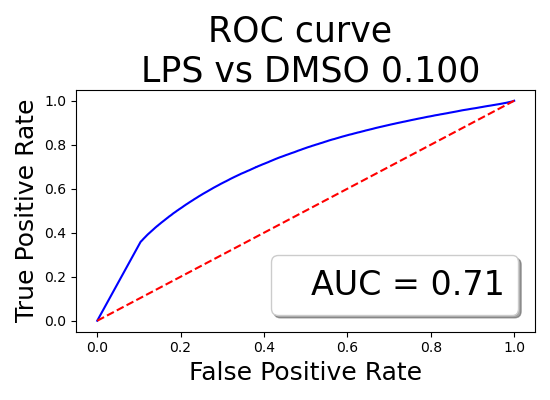 ROC curve
LPS vs DMSO 0.100
True Positive Rate
1.0
0.8
0.6
0.4
0.2
0.0
AUC = 0.71
0.0 0.2 0.4 0.6 0.8 1.0
False Positive Rate